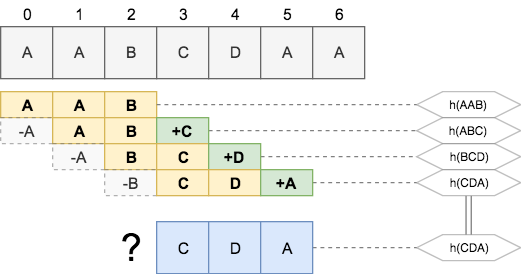 0 1 2 3 4 5 6
A A B C D A A
A A B h(AAB)
-A A B +C h(ABC)
-A B C +D h(BCD)
-B C D +A h(CDA)
? C D A h(CDA)